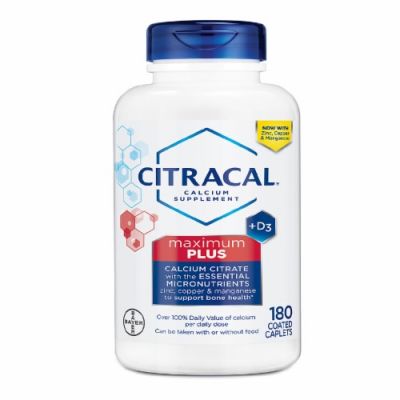 NOW WITH
Zinc, Copper
& Manganese
CITRACAL®
CALCIUM
SUPPLEMENT
+D3
maximum
PLUS
CALCIUM CITRATE
with the ESSENTIAL
MICRONUTRIENTS
zinc, copper & manganese
to support bone health*
Over 100% Daily Value of calcium
per daily dose
Can be taken with or without food
BAYER
BAYER
180
COATED
CAPLETS